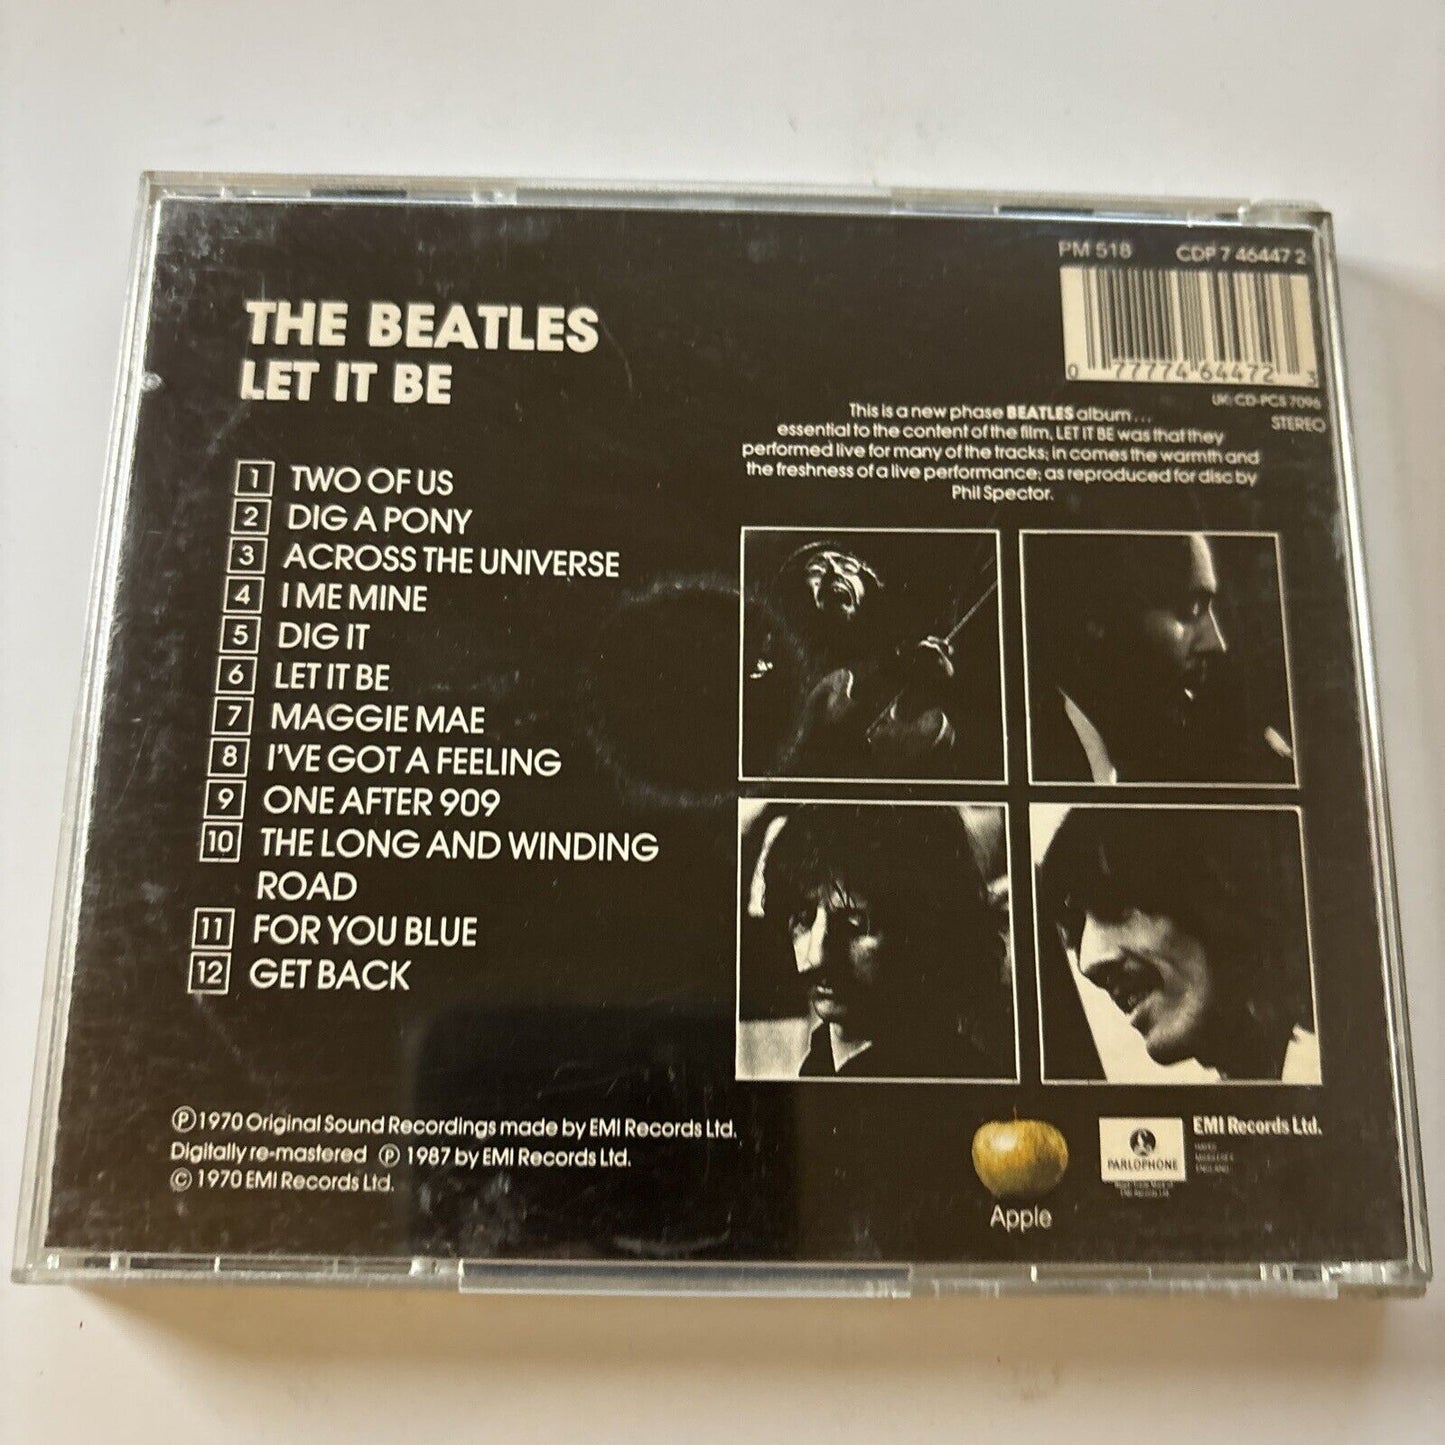 PM 518 CDP 7 46447 2
0 77774 64472 3
UK: CD-PCS 7096
STEREO
THE BEATLES
LET IT BE
This is a new phase BEATLES album...
essential to the content of the film, LET IT BE was that they
performed live for many of the tracks; in comes the warmth and
the freshness of a live performance; as reproduced for disc by
Phil Spector.
1 TWO OF US
2 DIG A PONY
3 ACROSS THE UNIVERSE
4 I ME MINE
5 DIG IT
6 LET IT BE
7 MAGGIE MAE
8 I'VE GOT A FEELING
9 ONE AFTER 909
10 THE LONG AND WINDING
ROAD
11 FOR YOU BLUE
12 GET BACK
℗ 1970 Original Sound Recordings made by EMI Records Ltd.
Digitally re-mastered ℗ 1987 by EMI Records Ltd.
© 1970 EMI Records Ltd.
Apple
PARLOPHONE
EMI Records Ltd.